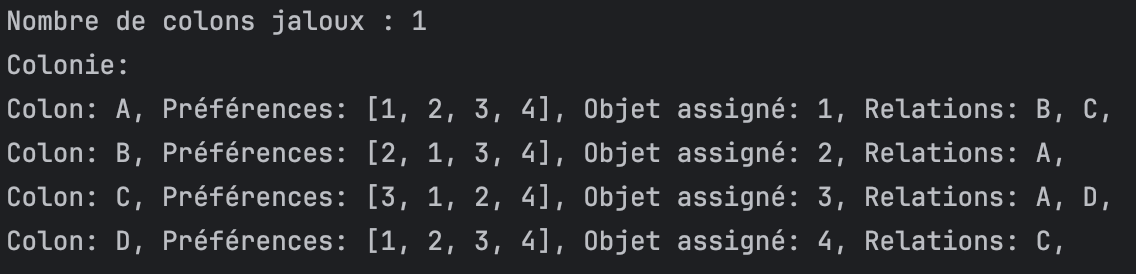 Nombre de colons jaloux : 1
Colonie:
Colon: A, Préférences: [1, 2, 3, 4], Objet assigné: 1, Relations: B, C,
Colon: B, Préférences: [2, 1, 3, 4], Objet assigné: 2, Relations: A,
Colon: C, Préférences: [3, 1, 2, 4], Objet assigné: 3, Relations: A, D,
Colon: D, Préférences: [1, 2, 3, 4], Objet assigné: 4, Relations: C,